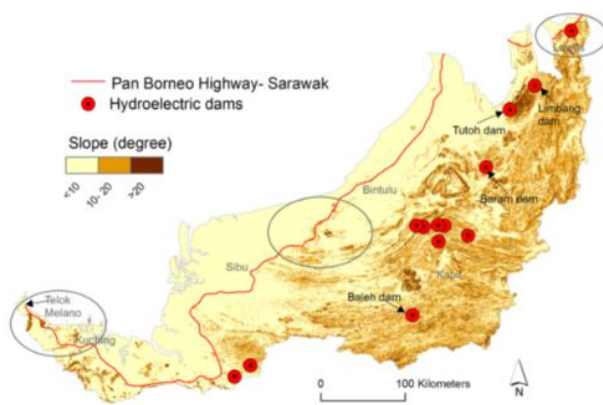 Pan Borneo Highway- Sarawak
Hydroelectric dams
Slope (degree)
<10
10- 20
>20
Lawas
Limbang
dam
Tutoh dam
Baram dam
Bintulu
Sibu
Kapit
Baleh dam
Telok
Melano
Kuching
0
100 Kilometers
N